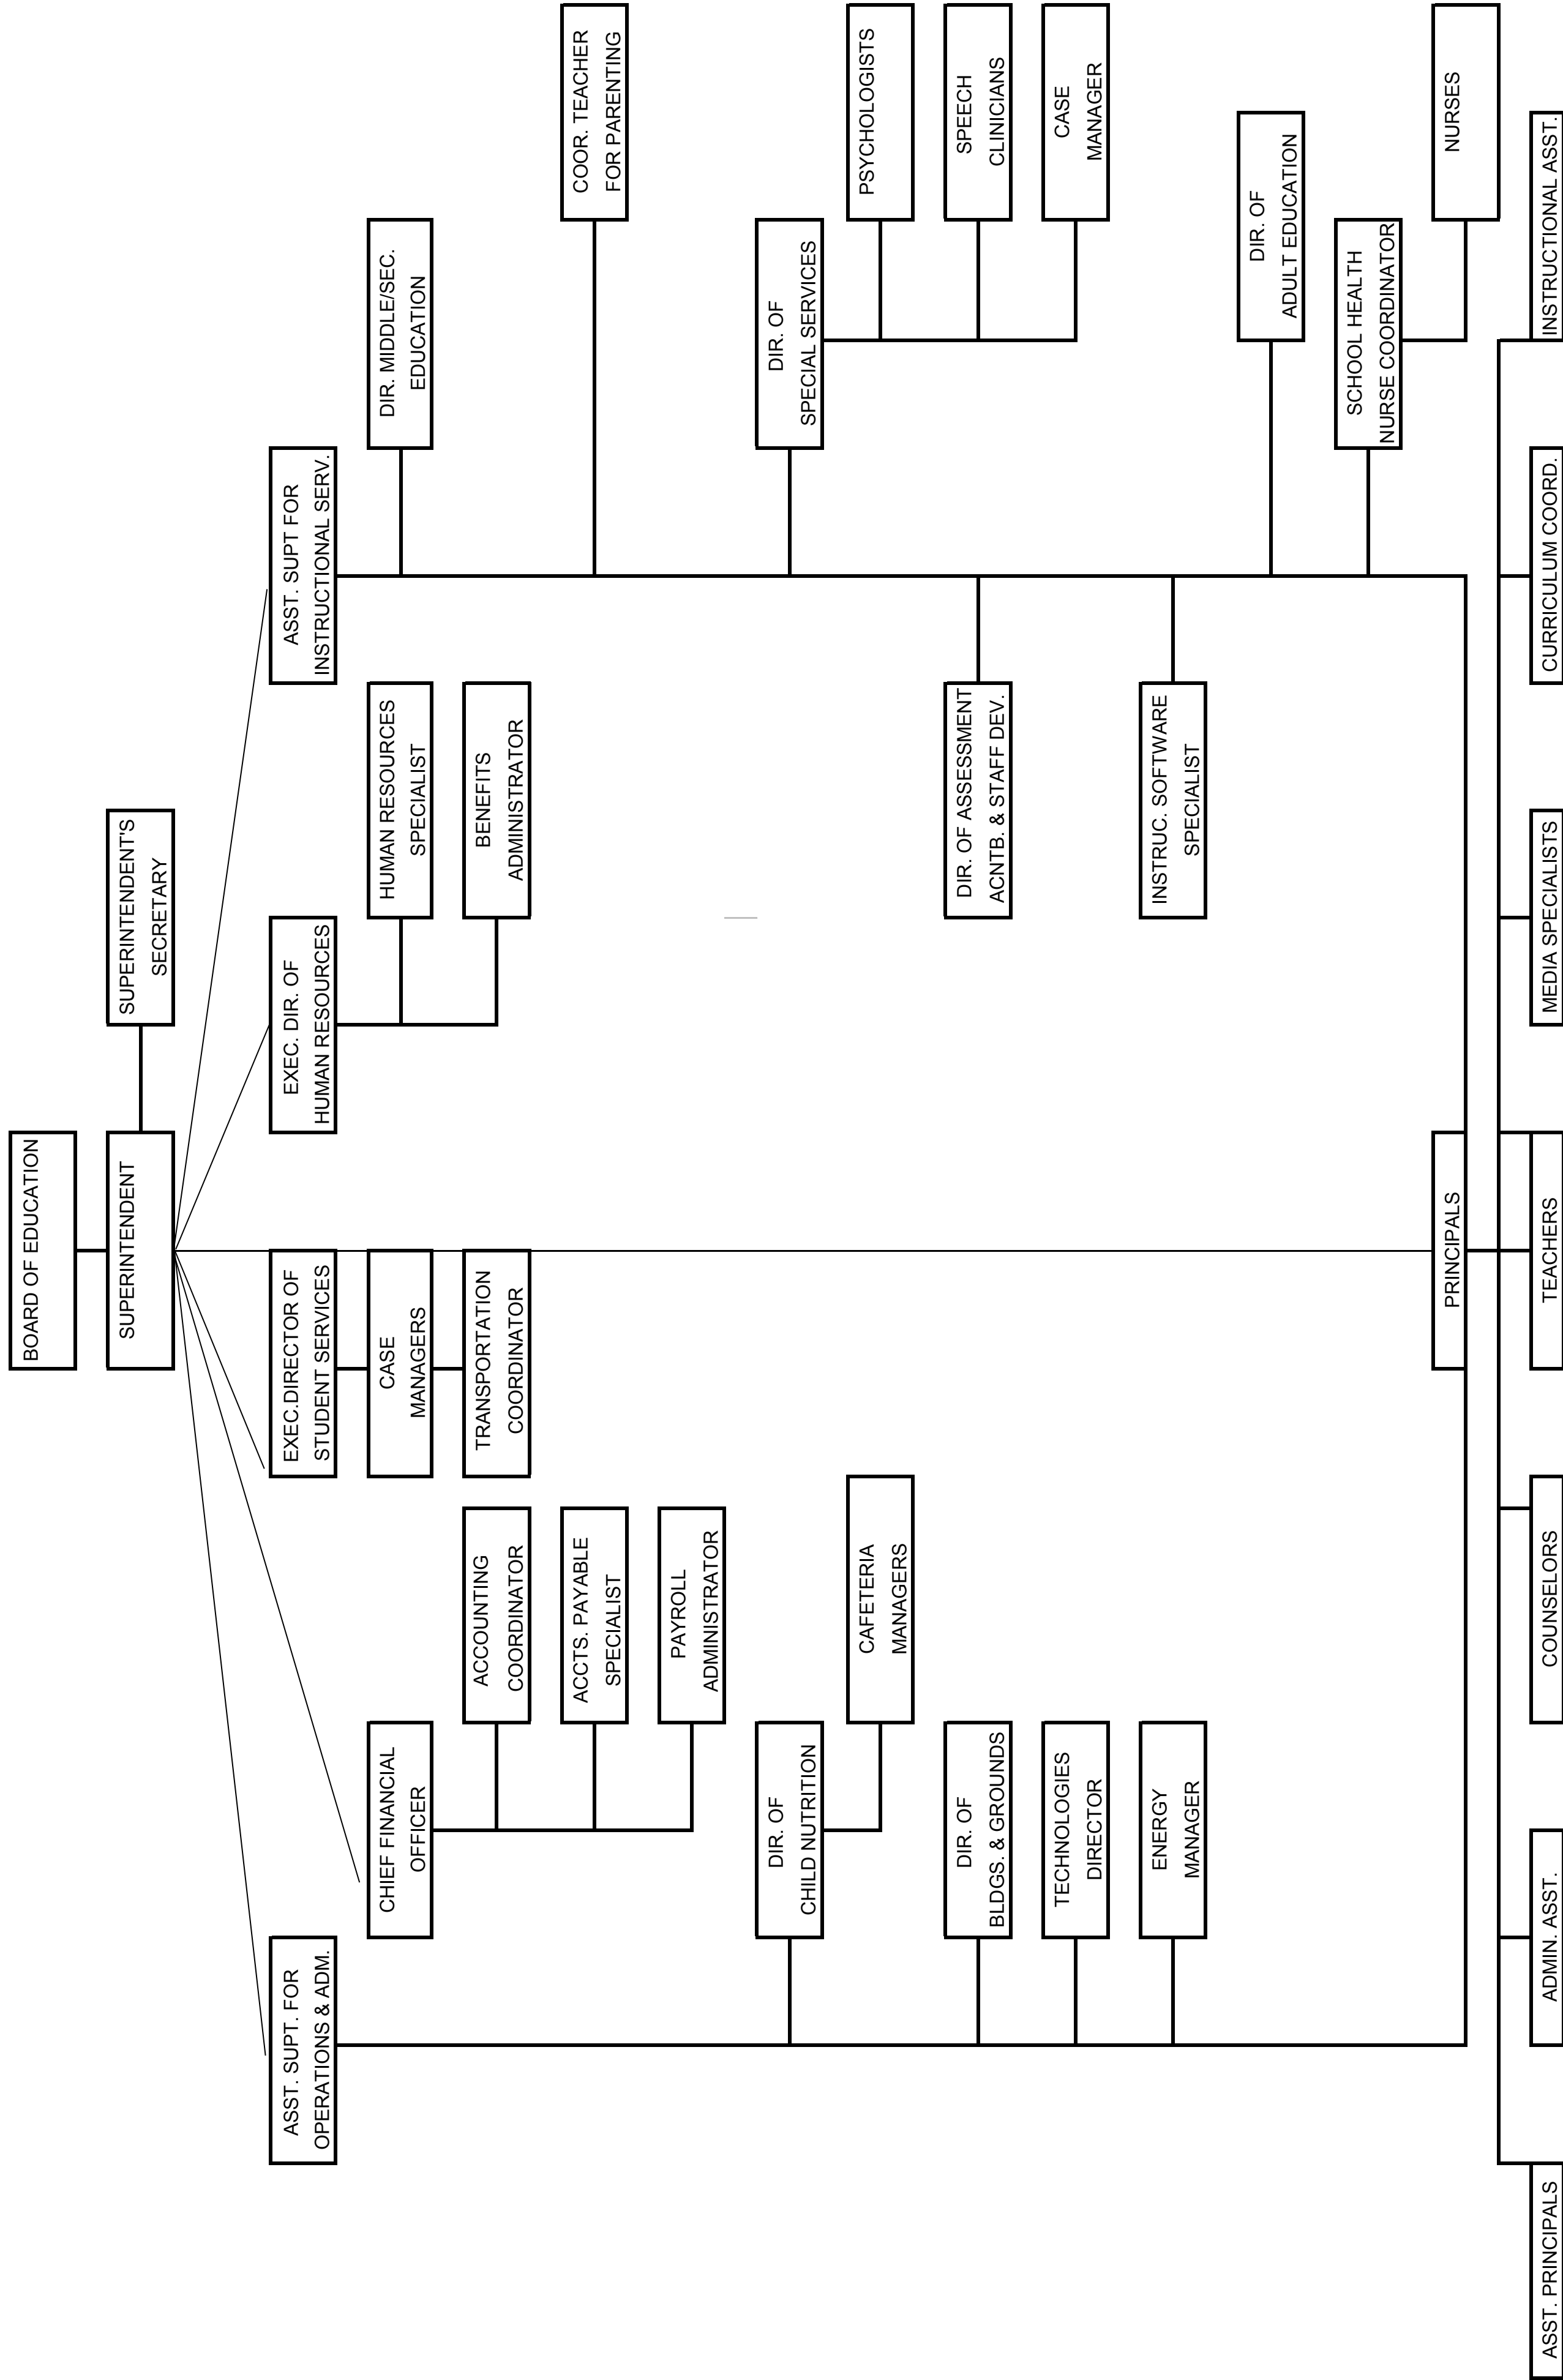 BOARD OF EDUCATION
SUPERINTENDENT
SUPERINTENDENT'S
SECRETARY
ASST. SUPT. FOR
OPERATIONS & ADM.
EXEC.DIRECTOR OF
STUDENT SERVICES
EXEC. DIR. OF
HUMAN RESOURCES
ASST. SUPT FOR
INSTRUCTIONAL SERV.
CHIEF FINANCIAL
OFFICER
CASE
MANAGERS
HUMAN RESOURCES
SPECIALIST
DIR. MIDDLE/SEC.
EDUCATION
ACCOUNTING
COORDINATOR
TRANSPORTATION
COORDINATOR
BENEFITS
ADMINISTRATOR
ACCTS. PAYABLE
SPECIALIST
COOR. TEACHER
FOR PARENTING
PAYROLL
ADMINISTRATOR
DIR. OF
CHILD NUTRITION
DIR. OF
SPECIAL SERVICES
CAFETERIA
MANAGERS
PSYCHOLOGISTS
DIR. OF
BLDGS. & GROUNDS
DIR. OF ASSESSMENT
ACNTB. & STAFF DEV.
SPEECH
CLINICIANS
TECHNOLOGIES
DIRECTOR
CASE
MANAGER
ENERGY
MANAGER
INSTRUC. SOFTWARE
SPECIALIST
DIR. OF
ADULT EDUCATION
SCHOOL HEALTH
NURSE COORDINATOR
PRINCIPALS
NURSES
ASST. PRINCIPALS
ADMIN. ASST.
COUNSELORS
TEACHERS
MEDIA SPECIALISTS
CURRICULUM COORD.
INSTRUCTIONAL ASST.